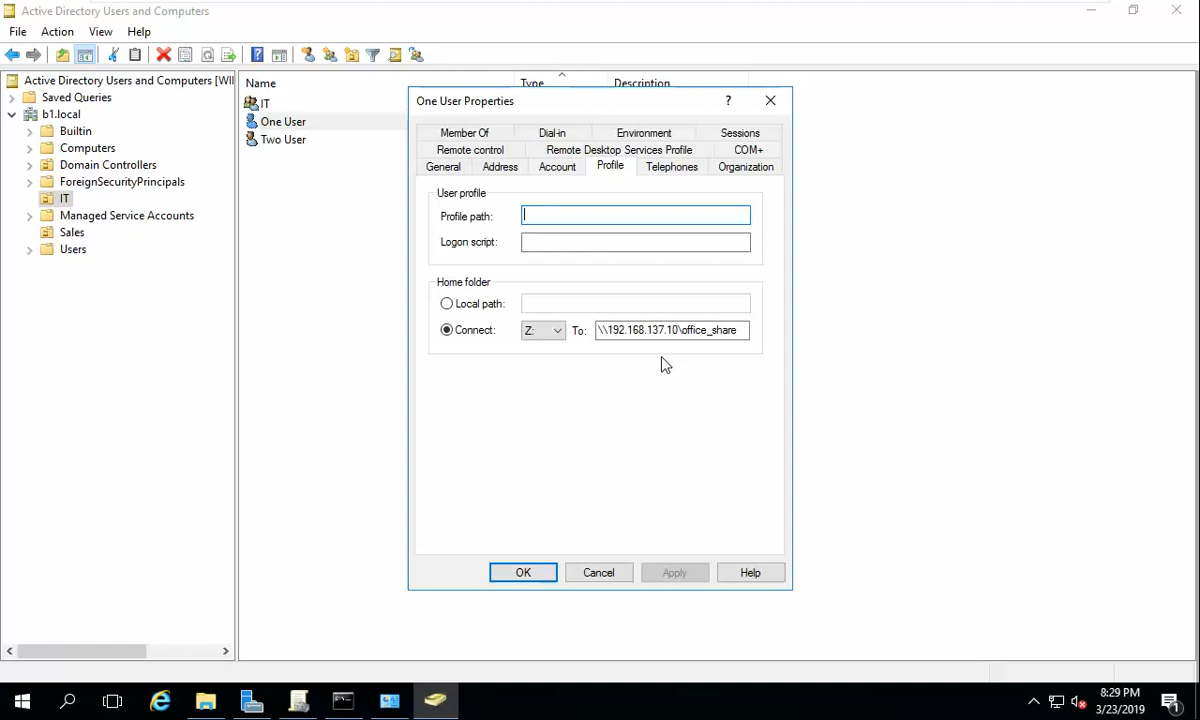 Active Directory Users and Computers
File Action View Help
Active Directory Users and Computers [WII
Saved Queries
b1.local
Builtin
Computers
Domain Controllers
ForeignSecurityPrincipals
IT
Managed Service Accounts
Sales
Users
Name Type Description
IT
One User
Two User
One User Properties ?
Member Of Dial-in Environment Sessions
Remote control Remote Desktop Services Profile COM+
General Address Account Profile Telephones Organization
User profile
Profile path:
Logon script:
Home folder
Local path:
Connect: Z: To: \\192.168.137.10\office_share
OK Cancel Apply Help
8:29 PM
3/23/2019
1